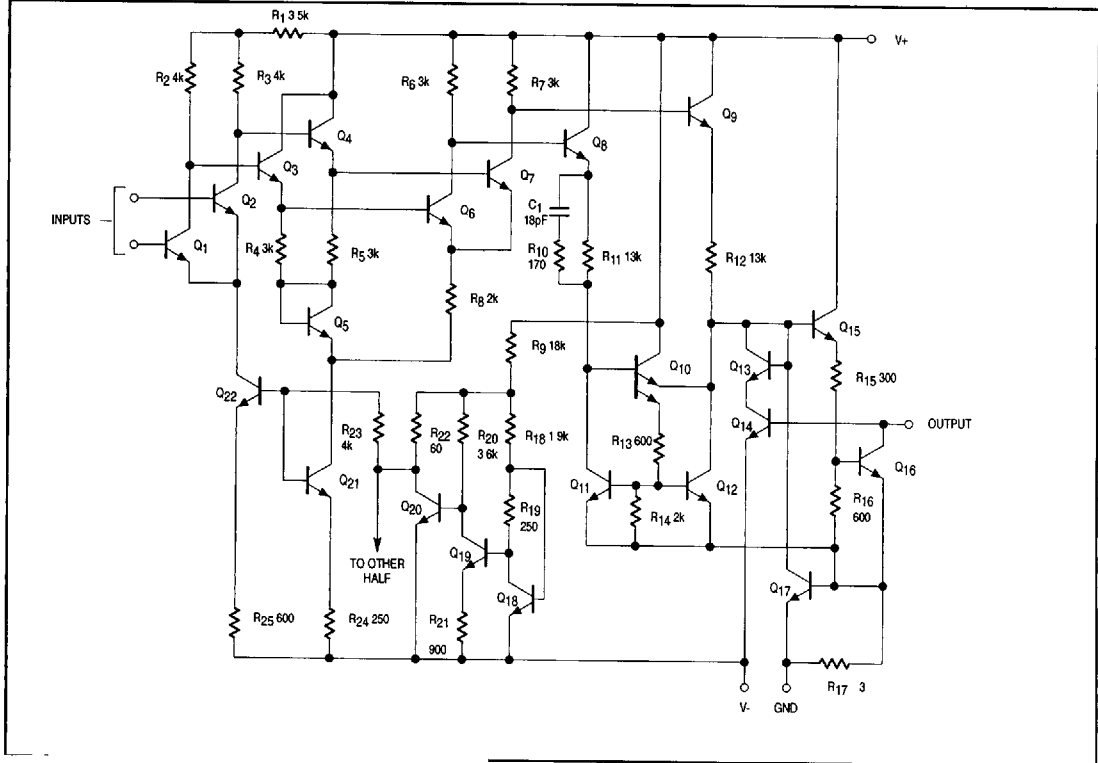 R1 3 5k
V+
R2 4k
R3 4k
R6 3k
R7 3k
Q9
Q4
Q8
Q3
Q7
Q2
Q6
INPUTS
C1
18pF
Q1
R4 3k
R5 3k
R10
170
R11 13k
R12 13k
R8 2k
Q5
R9 18k
Q10
Q15
Q13
R15 300
Q22
R23
4k
R22
60
R20
3 6k
R18 1 9k
R13 600
Q14
OUTPUT
Q16
Q21
Q20
R19
250
Q11
R14 2k
Q12
R16
600
TO OTHER
HALF
Q19
Q18
Q17
R25 600
R24 250
R21
900
R17 3
V-
GND